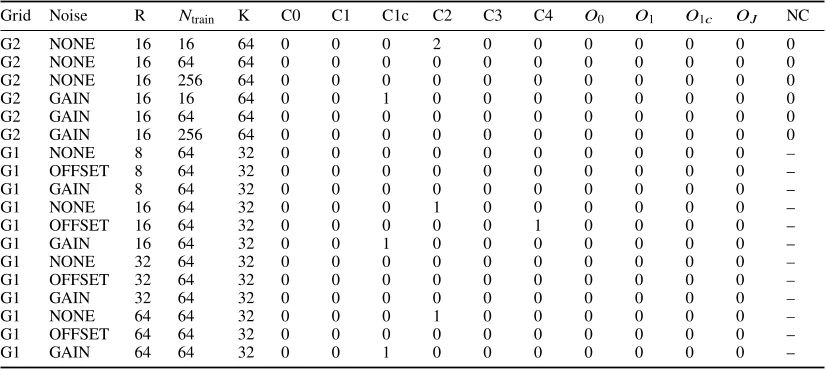 Grid Noise R N_train K C0 C1 C1c C2 C3 C4 O_0 O_1 O_1c O_J NC
G2 NONE 16 16 64 0 0 0 2 0 0 0 0 0 0 0
G2 NONE 16 64 64 0 0 0 0 0 0 0 0 0 0 0
G2 NONE 16 256 64 0 0 0 0 0 0 0 0 0 0 0
G2 GAIN 16 16 64 0 0 1 0 0 0 0 0 0 0 0
G2 GAIN 16 64 64 0 0 0 0 0 0 0 0 0 0 0
G2 GAIN 16 256 64 0 0 0 0 0 0 0 0 0 0 0
G1 NONE 8 64 32 0 0 0 0 0 0 0 0 0 0 –
G1 OFFSET 8 64 32 0 0 0 0 0 0 0 0 0 0 –
G1 GAIN 8 64 32 0 0 0 0 0 0 0 0 0 0 –
G1 NONE 16 64 32 0 0 0 1 0 0 0 0 0 0 –
G1 OFFSET 16 64 32 0 0 0 0 0 1 0 0 0 0 –
G1 GAIN 16 64 32 0 0 1 0 0 0 0 0 0 0 –
G1 NONE 32 64 32 0 0 0 0 0 0 0 0 0 0 –
G1 OFFSET 32 64 32 0 0 0 0 0 0 0 0 0 0 –
G1 GAIN 32 64 32 0 0 0 0 0 0 0 0 0 0 –
G1 NONE 64 64 32 0 0 0 1 0 0 0 0 0 0 –
G1 OFFSET 64 64 32 0 0 0 0 0 0 0 0 0 0 –
G1 GAIN 64 64 32 0 0 1 0 0 0 0 0 0 0 –